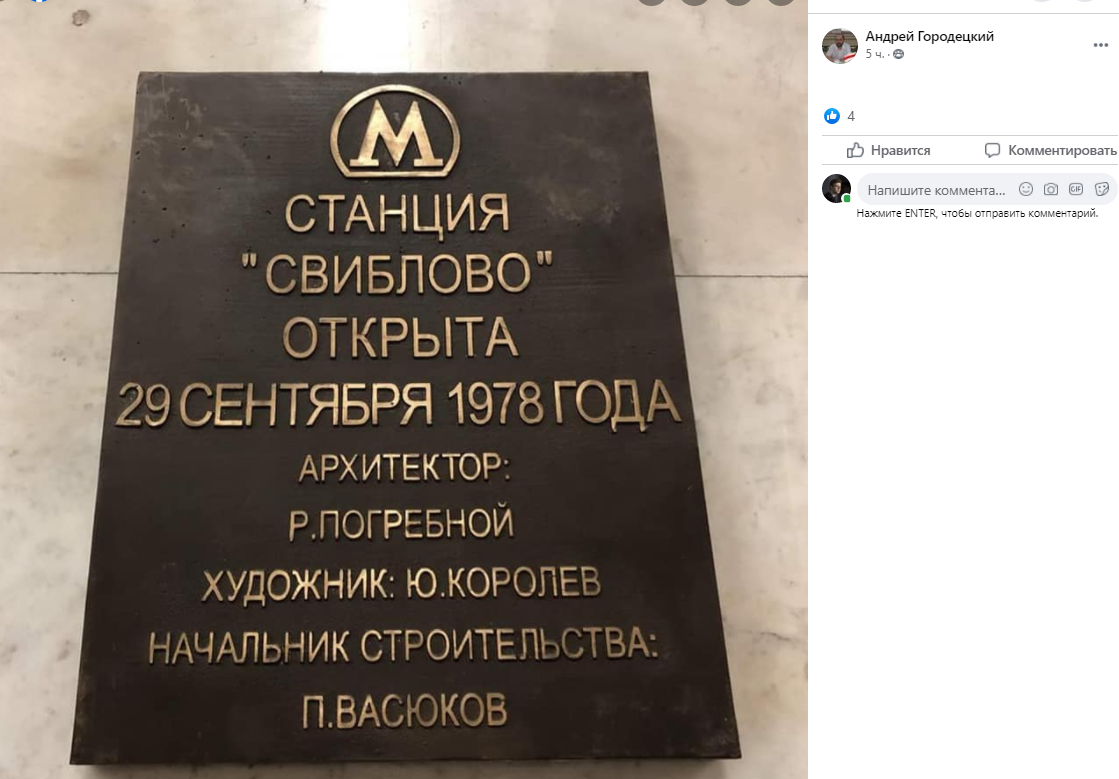 М
СТАНЦИЯ
"СВИБЛОВО"
ОТКРЫТА
29 СЕНТЯБРЯ 1978 ГОДА
АРХИТЕКТОР:
Р.ПОГРЕБНОЙ
ХУДОЖНИК: Ю.КОРОЛЕВ
НАЧАЛЬНИК СТРОИТЕЛЬСТВА:
П.ВАСЮКОВ
Андрей Городецкий
5 ч. ·
4
Нравится
Комментировать
Напишите коммента...
GIF
Нажмите ENTER, чтобы отправить комментарий.